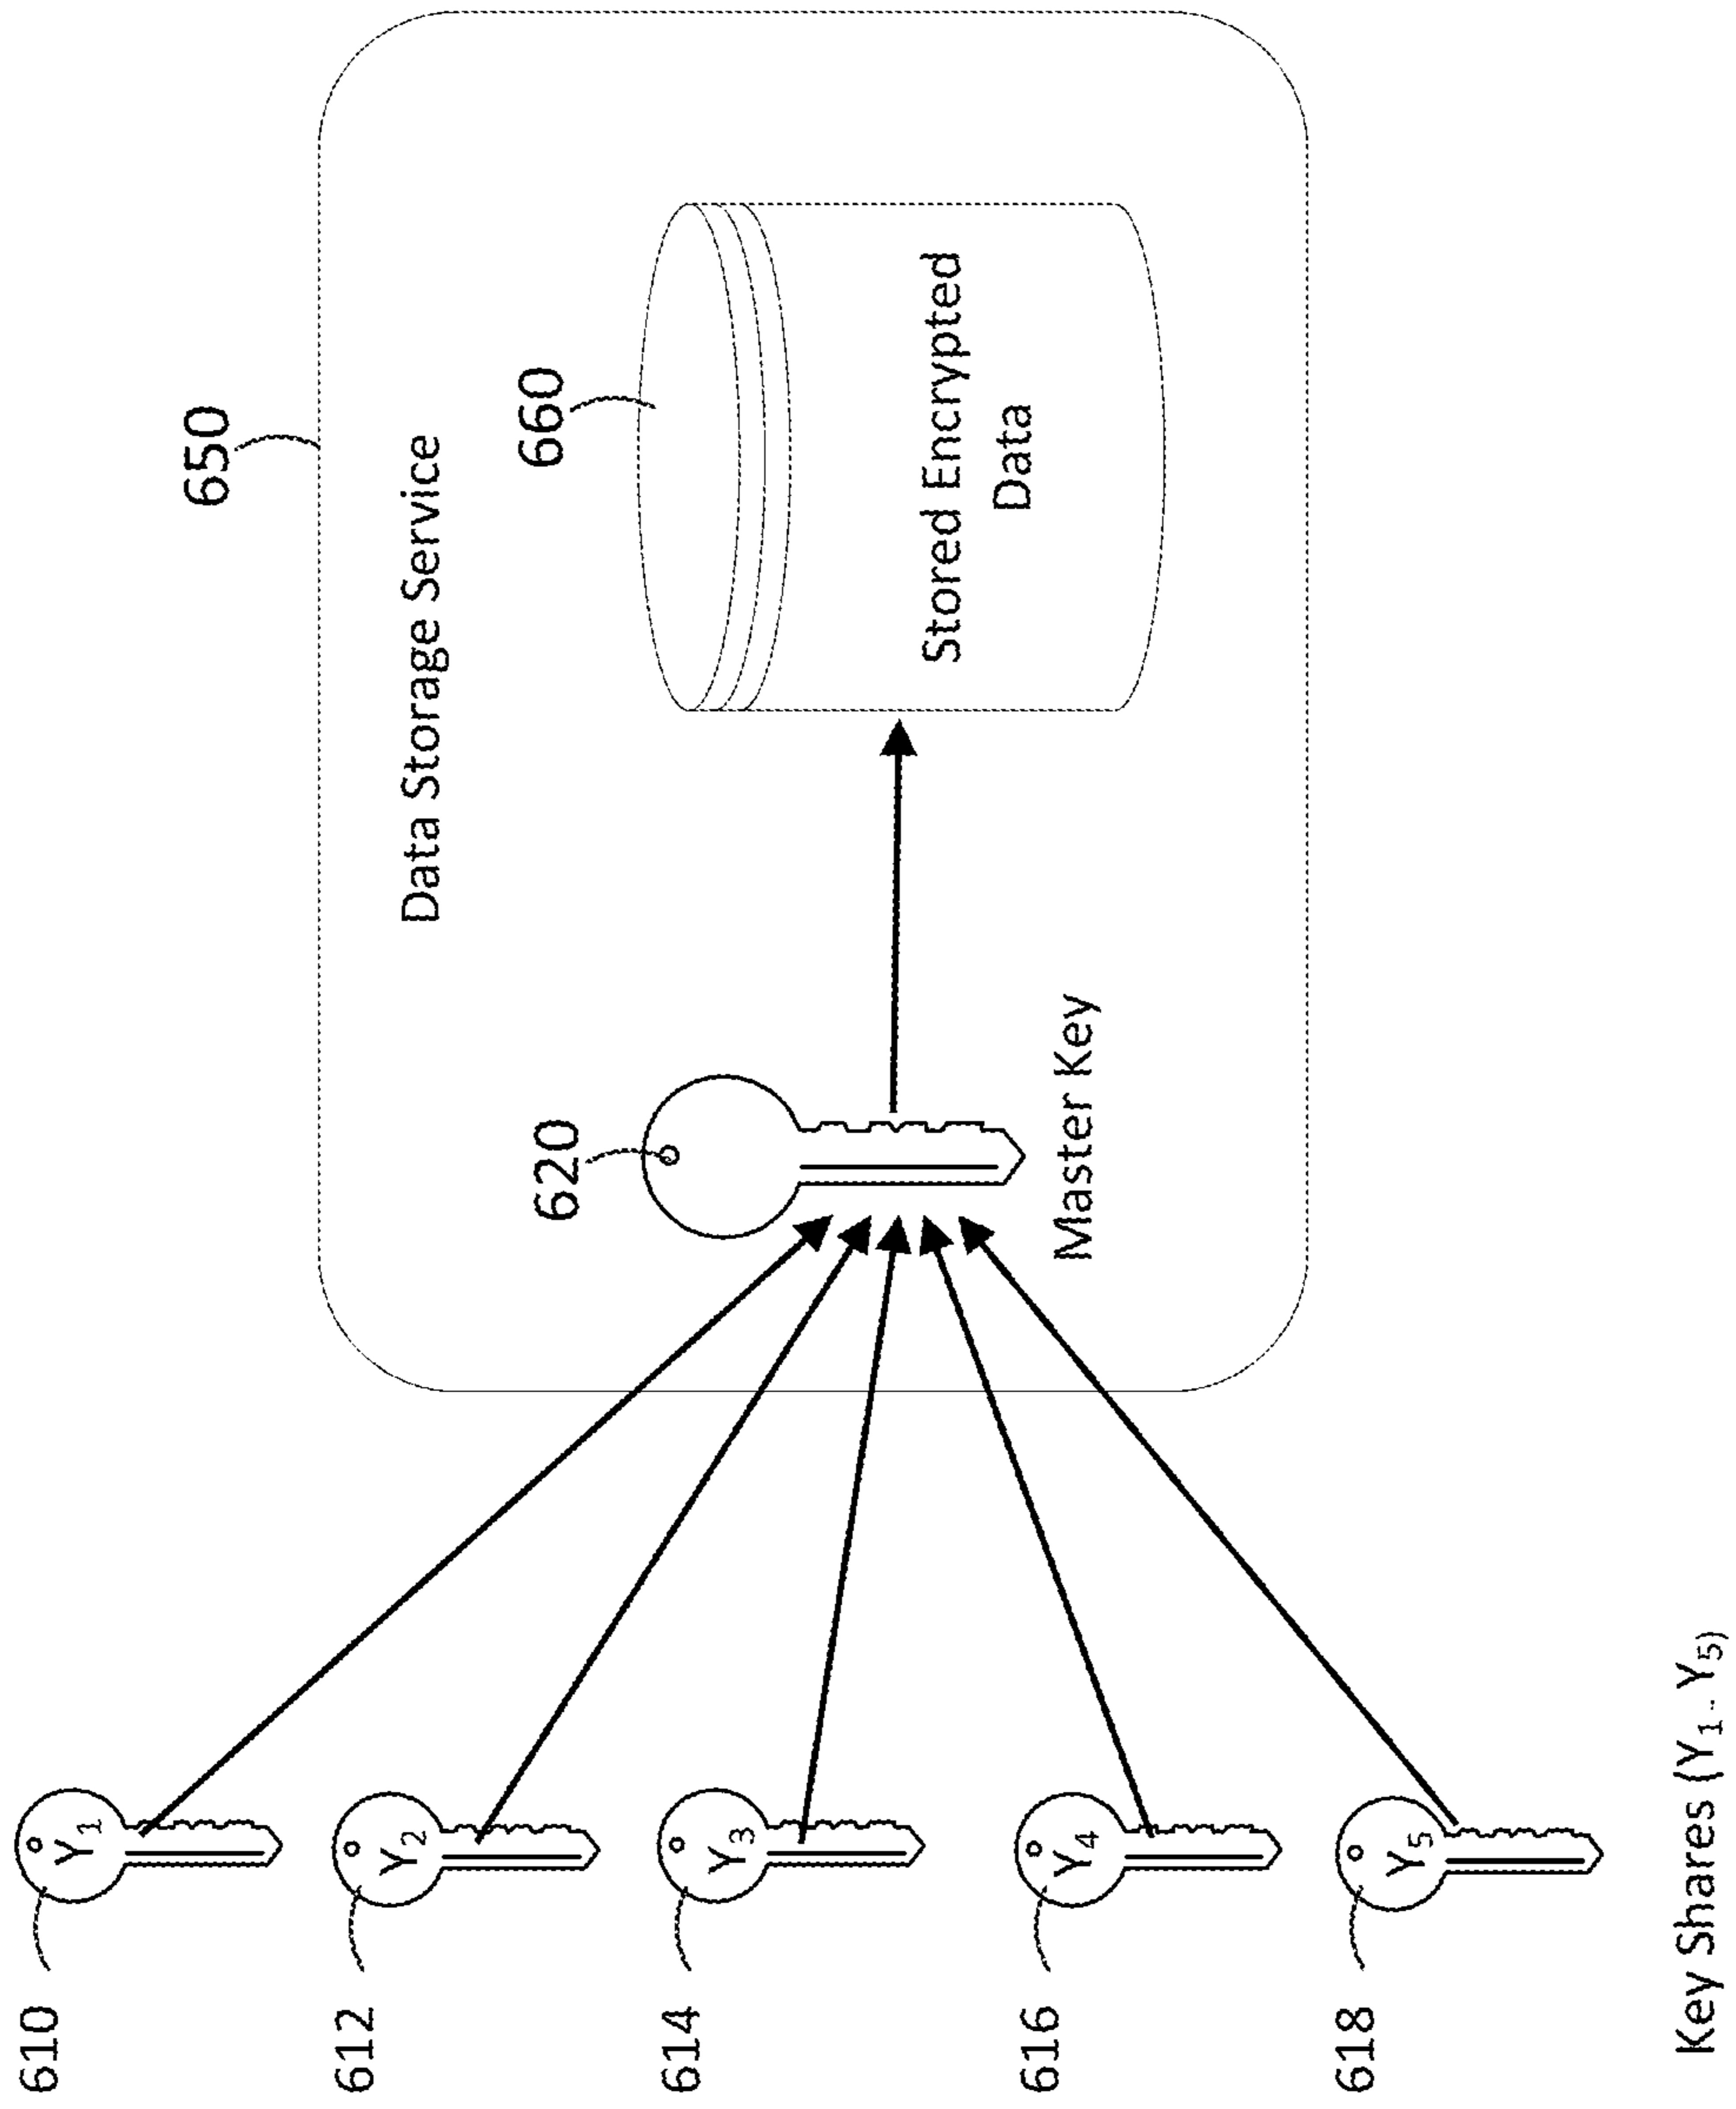 650
Data Storage Service
660
Stored Encrypted
Data
620
Master Key
610
Y1
612
Y2
614
Y3
616
Y4
618
Y5
Key Shares (Y1..Y5)